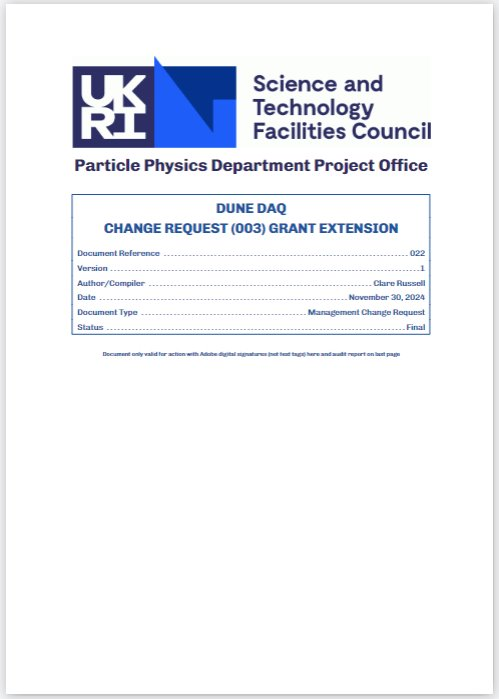 UK
RI
Science and
Technology
Facilities Council
Particle Physics Department Project Office
DUNE DAQ
CHANGE REQUEST (003) GRANT EXTENSION
Document Reference ........................................................... 022
Version ........................................................................................1
Author/Compiler ..................................................... Clare Russell
Date ................................................................ November 30, 2024
Document Type ........................................ Management Change Request
Status ................................................................................. Final
Document only valid for action with Adobe digital signatures (not text tags) here and audit report on last page